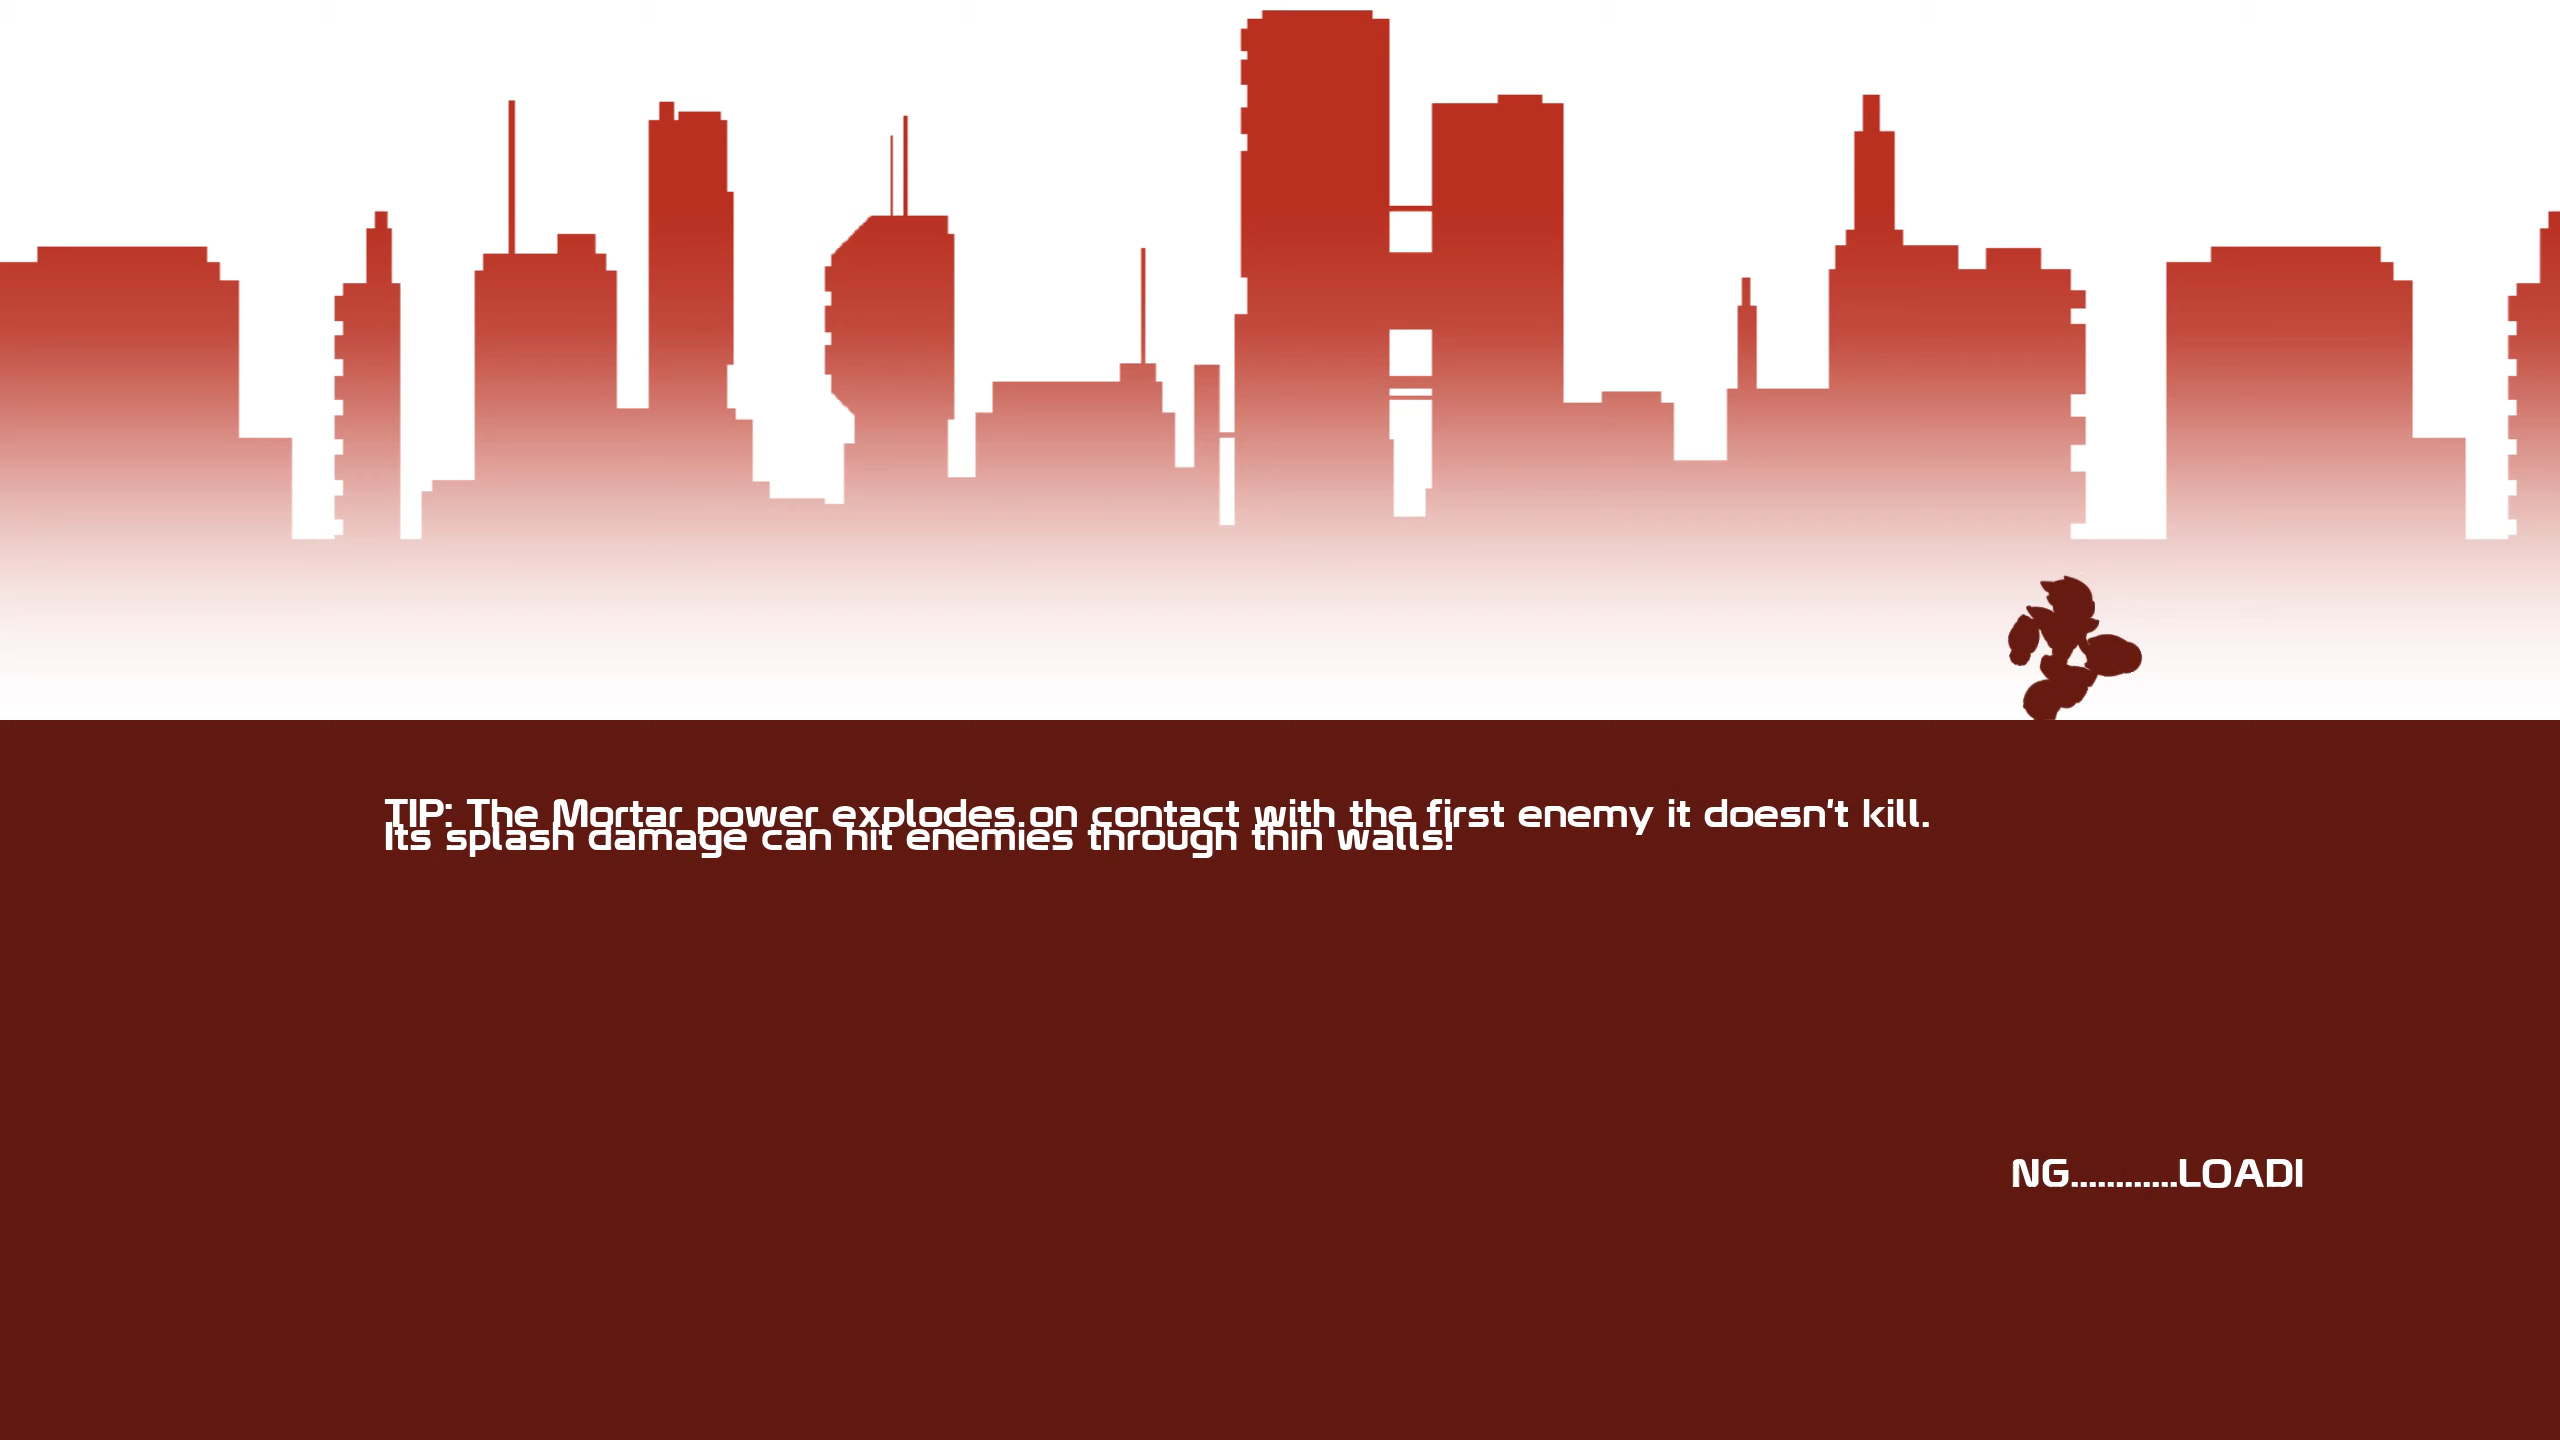 TIP: The Mortar power explodes on contact with the first enemy it doesn't kill.
Its splash damage can hit enemies through thin walls!
NG............LOADI